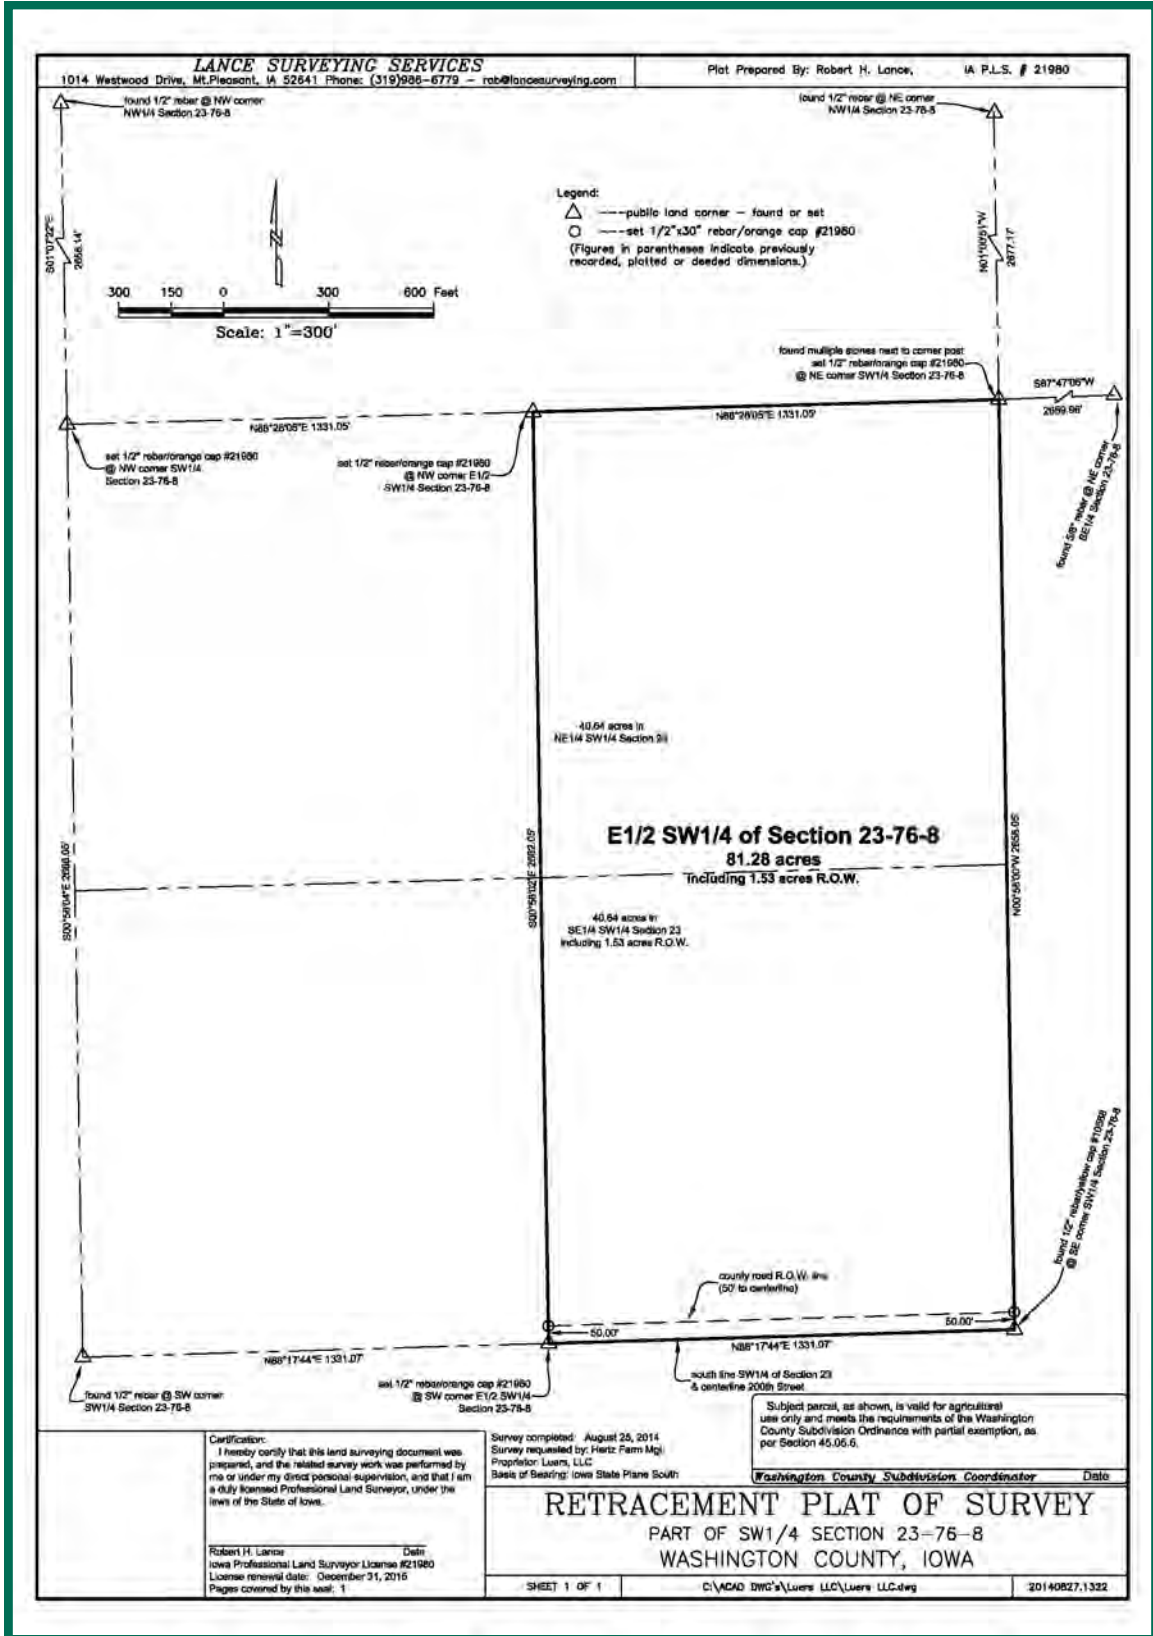 LANCE SURVEYING SERVICES
1014 Westwood Drive, Mt.Pleasant, IA 52641 Phone: (319)986-6779 - rob@lancesurveying.com
Plat Prepared By: Robert H. Lance, IA P.L.S. # 21980
found 1/2" rebar @ NW corner
NW1/4 Section 23-76-8
found 1/2" rebar @ NE corner
NW1/4 Section 23-76-8
Legend:
----public land corner - found or set
----set 1/2"x30" rebar/orange cap #21980
(Figures in parentheses indicate previously
recorded, platted or deeded dimensions.)
S01°07'22"E
2656.14'
N01°00'51"W
2677.17'
N
300 150 0 300 600 Feet
Scale: 1"=300'
found multiple stones next to corner post
set 1/2" rebar/orange cap #21980
@ NE corner SW1/4 Section 23-76-8
S87°47'06"W
2659.96'
N88°28'05"E 1331.05'
N88°28'05"E 1331.05'
set 1/2" rebar/orange cap #21980
@ NW corner SW1/4
Section 23-76-8
set 1/2" rebar/orange cap #21980
@ NW corner E1/2
SW1/4 Section 23-76-8
found 5/8" rebar @ NE corner
SE1/4 Section 23-76-8
40.64 acres in
NE1/4 SW1/4 Section 23
E1/2 SW1/4 of Section 23-76-8
81.28 acres
including 1.53 acres R.O.W.
S00°58'04"E
S00°58'02"E 2662.05'
N00°58'00"W 2658.05'
40.64 acres in
SE1/4 SW1/4 Section 23
including 1.53 acres R.O.W.
found 1/2" rebar/yellow cap
@ SE corner SW1/4 Section 23-76-8
county road R.O.W. line
(50' to centerline)
50.00'
50.00'
N88°17'44"E 1331.07'
N88°17'44"E 1331.07'
found 1/2" rebar @ SW corner
SW1/4 Section 23-76-8
set 1/2" rebar/orange cap #21980
@ SW corner E1/2 SW1/4
Section 23-76-8
south line SW1/4 of Section 23
& centerline 200th Street
Subject parcel, as shown, is valid for agricultural
use only and meets the requirements of the Washington
County Subdivision Ordinance with partial exemption, as
per Section 45.06.6.
Washington County Subdivision Coordinator Date
Certification:
I hereby certify that this land surveying document was
prepared, and the related survey work was performed by
me or under my direct personal supervision, and that I am
a duly licensed Professional Land Surveyor, under the
laws of the State of Iowa.
Robert H. Lance Date
Iowa Professional Land Surveyor License #21980
License renewal date: December 31, 2015
Pages covered by this seal: 1
Survey completed: August 25, 2014
Survey requested by: Hertz Farm Mgt.
Proprietor: Luers, LLC
Basis of Bearing: Iowa State Plane South
RETRACEMENT PLAT OF SURVEY
PART OF SW1/4 SECTION 23-76-8
WASHINGTON COUNTY, IOWA
SHEET 1 OF 1
C:\ACAD DWG's\Luers LLC\Luers LLC.dwg
20140827.1322